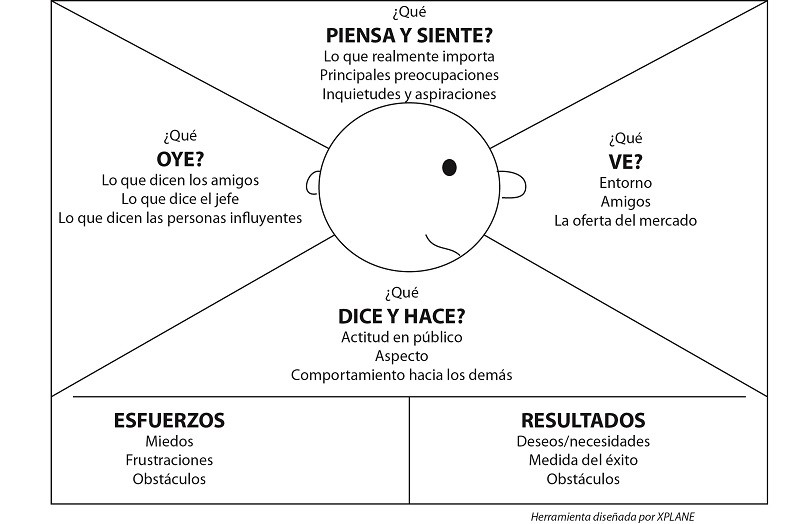 ¿Qué
PIENSA Y SIENTE?
Lo que realmente importa
Principales preocupaciones
Inquietudes y aspiraciones
¿Qué
OYE?
Lo que dicen los amigos
Lo que dice el jefe
Lo que dicen las personas influyentes
¿Qué
VE?
Entorno
Amigos
La oferta del mercado
¿Qué
DICE Y HACE?
Actitud en público
Aspecto
Comportamiento hacia los demás
ESFUERZOS
Miedos
Frustraciones
Obstáculos
RESULTADOS
Deseos/necesidades
Medida del éxito
Obstáculos
Herramienta diseñada por XPLANE